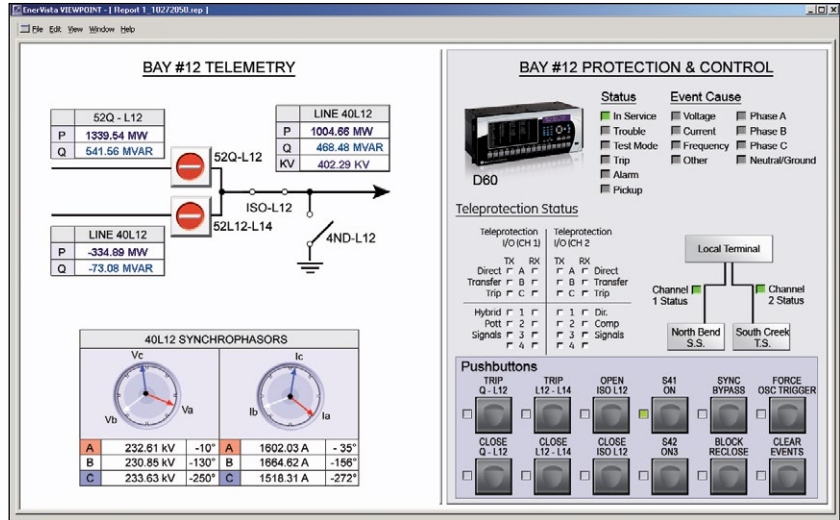 EnerVista VIEWPOINT - [ Report 1_10272050.rep ]
File Edit View Window Help
BAY #12 TELEMETRY
52Q - L12
P 1339.54 MW
Q 541.56 MVAR
LINE 40L12
P 1004.66 MW
Q 468.48 MVAR
KV 402.29 KV
52Q-L12
ISO-L12
52L12-L14
4ND-L12
LINE 40L12
P -334.89 MW
Q -73.08 MVAR
40L12 SYNCHROPHASORS
Vc
Va
Vb
Ic
Ia
Ib
A 232.61 kV -10° A 1602.03 A - 35°
B 230.85 kV -130° B 1664.62 A -156°
C 233.63 kV -250° C 1518.31 A -272°
BAY #12 PROTECTION & CONTROL
D60
Status
In Service
Trouble
Test Mode
Trip
Alarm
Pickup
Event Cause
Voltage Phase A
Current Phase B
Frequency Phase C
Other Neutral/Ground
Teleprotection Status
Teleprotection Teleprotection
I/O (CH 1) I/O (CH 2
TX RX TX RX
Direct A A Direct
Transfer B B Transfer
Trip C C Trip
Hybrid 1 1 Dir.
Pott 2 2 Comp
Signals 3 3 Signals
4 4
Local Terminal
Channel
1 Status
Channel
2 Status
North Bend
S.S.
South Creek
T.S.
Pushbuttons
TRIP TRIP OPEN S41 SYNC FORCE
Q - L12 L12 - L14 ISO L12 ON BYPASS OSC TRIGGER
CLOSE CLOSE CLOSE S42 BLOCK CLEAR
Q - L12 L12 - L14 ISO L12 ON3 RECLOSE EVENTS